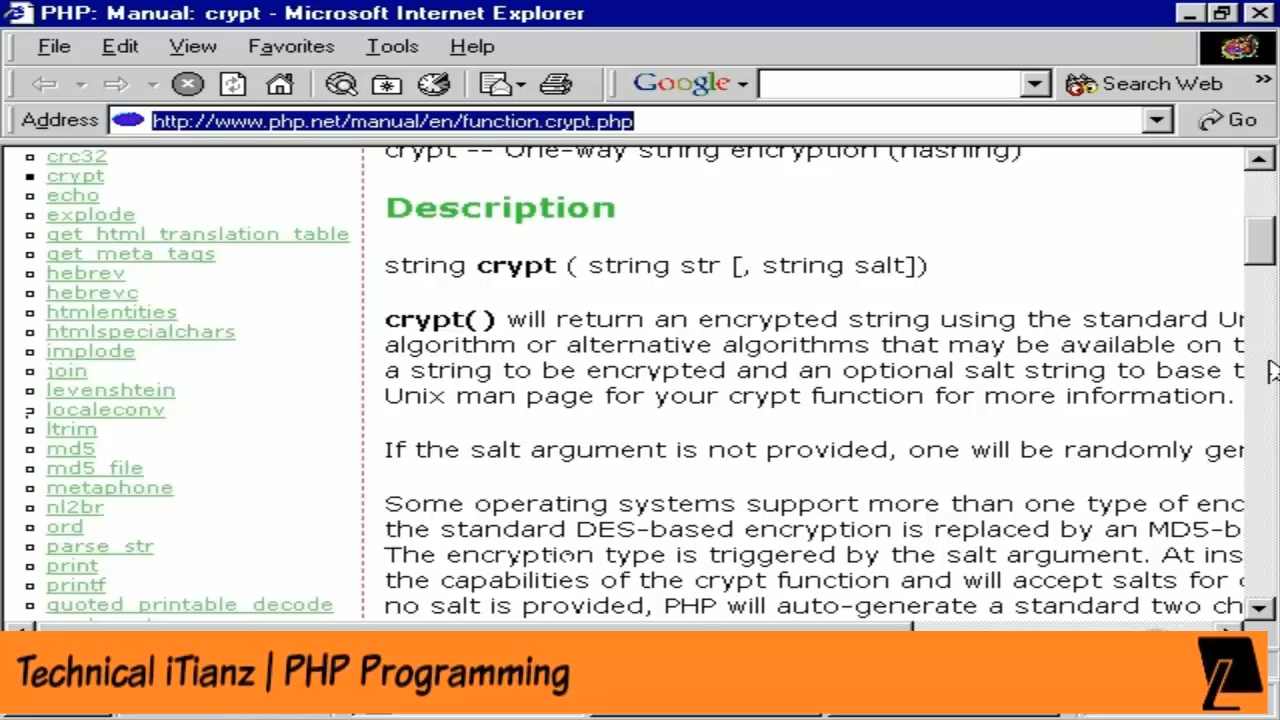 PHP: Manual: crypt - Microsoft Internet Explorer
File Edit View Favorites Tools Help
Google Search Web »
Address http://www.php.net/manual/en/function.crypt.php Go
crc32
crypt
echo
explode
get_html_translation_table
get_meta_tags
hebrev
hebrevc
htmlentities
htmlspecialchars
implode
join
levenshtein
localeconv
ltrim
md5
md5_file
metaphone
nl2br
ord
parse_str
print
printf
quoted_printable_decode
crypt -- One-way string encryption (hashing)
Description
string crypt ( string str [, string salt])
crypt() will return an encrypted string using the standard
algorithm or alternative algorithms that may be available on
a string to be encrypted and an optional salt string to base
Unix man page for your crypt function for more information.
If the salt argument is not provided, one will be randomly
Some operating systems support more than one type of
the standard DES-based encryption is replaced by an
The encryption type is triggered by the salt argument. At
the capabilities of the crypt function and will accept salts for
no salt is provided, PHP will auto-generate a standard two
Technical iTianz | PHP Programming